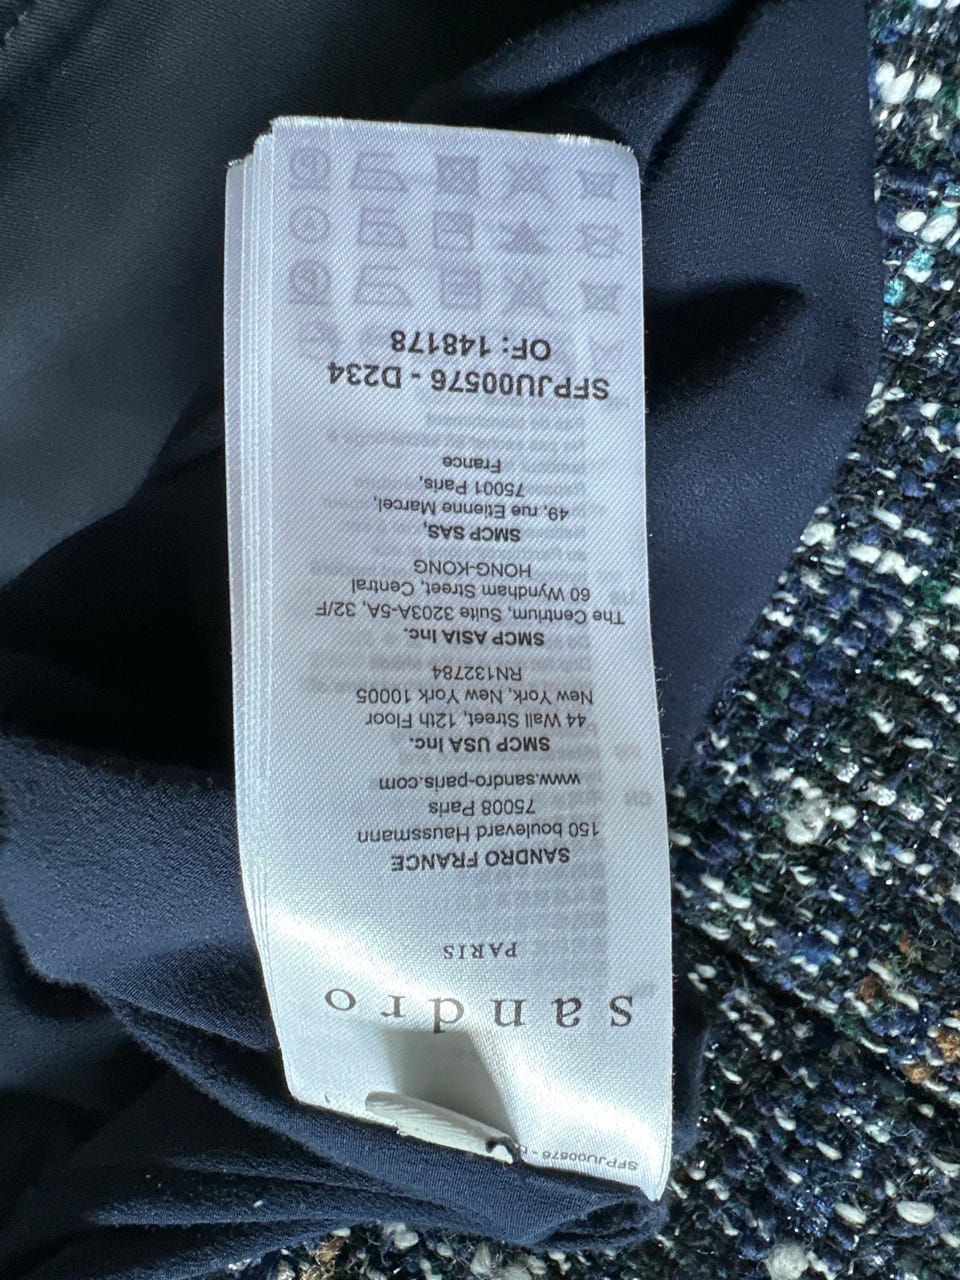 sandro
PARIS
SANDRO FRANCE
150 boulevard Haussmann
75008 Paris
www.sandro-paris.com
SMCP USA Inc.
44 Wall Street, 12th Floor
New York, New York 10005
RN132784
SMCP ASIA Inc.
The Centrium, Suite 3203A-5A, 32/F
60 Wyndham Street, Central
HONG-KONG
SMCP SAS,
49, rue Etienne Marcel,
75001 Paris,
France
SFPJU00576 - D234
OF: 148178
SFPJU00576 - D